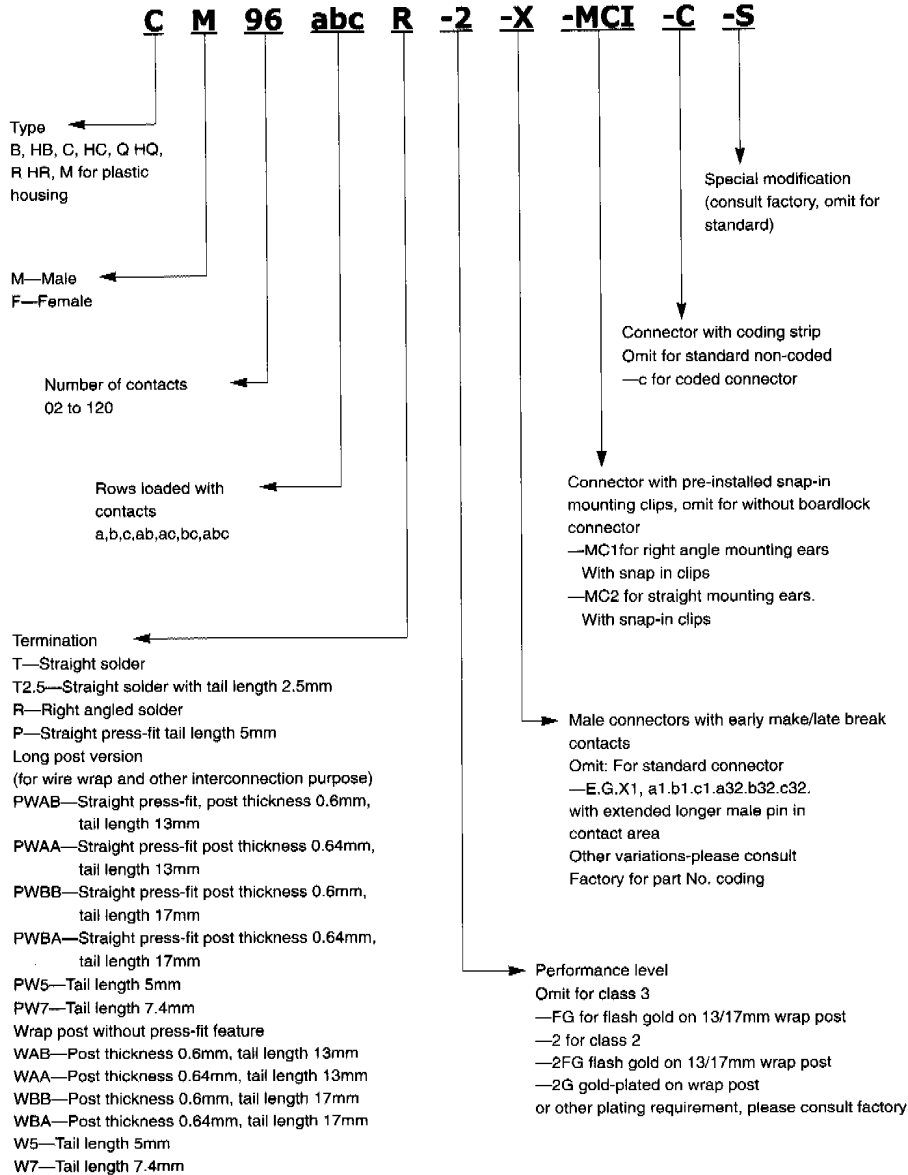 C M 96 abc R -2 -X -MCI -C -S
Type
B, HB, C, HC, Q HQ,
R HR, M for plastic
housing
M—Male
F—Female
Number of contacts
02 to 120
Rows loaded with
contacts
a,b,c,ab,ac,bc,abc
Termination
T—Straight solder
T2.5—Straight solder with tail length 2.5mm
R—Right angled solder
P—Straight press-fit tail length 5mm
Long post version
(for wire wrap and other interconnection purpose)
PWAB—Straight press-fit, post thickness 0.6mm,
tail length 13mm
PWAA—Straight press-fit post thickness 0.64mm,
tail length 13mm
PWBB—Straight press-fit post thickness 0.6mm,
tail length 17mm
PWBA—Straight press-fit post thickness 0.64mm,
tail length 17mm
PW5—Tail length 5mm
PW7—Tail length 7.4mm
Wrap post without press-fit feature
WAB—Post thickness 0.6mm, tail length 13mm
WAA—Post thickness 0.64mm, tail length 13mm
WBB—Post thickness 0.6mm, tail length 17mm
WBA—Post thickness 0.64mm, tail length 17mm
W5—Tail length 5mm
W7—Tail length 7.4mm
Special modification
(consult factory, omit for
standard)
Connector with coding strip
Omit for standard non-coded
—c for coded connector
Connector with pre-installed snap-in
mounting clips, omit for without boardlock
connector
—MC1for right angle mounting ears
With snap in clips
—MC2 for straight mounting ears.
With snap-in clips
Male connectors with early make/late break
contacts
Omit: For standard connector
—E.G.X1, a1.b1.c1.a32.b32.c32.
with extended longer male pin in
contact area
Other variations-please consult
Factory for part No. coding
Performance level
Omit for class 3
—FG for flash gold on 13/17mm wrap post
—2 for class 2
—2FG flash gold on 13/17mm wrap post
—2G gold-plated on wrap post
or other plating requirement, please consult factory